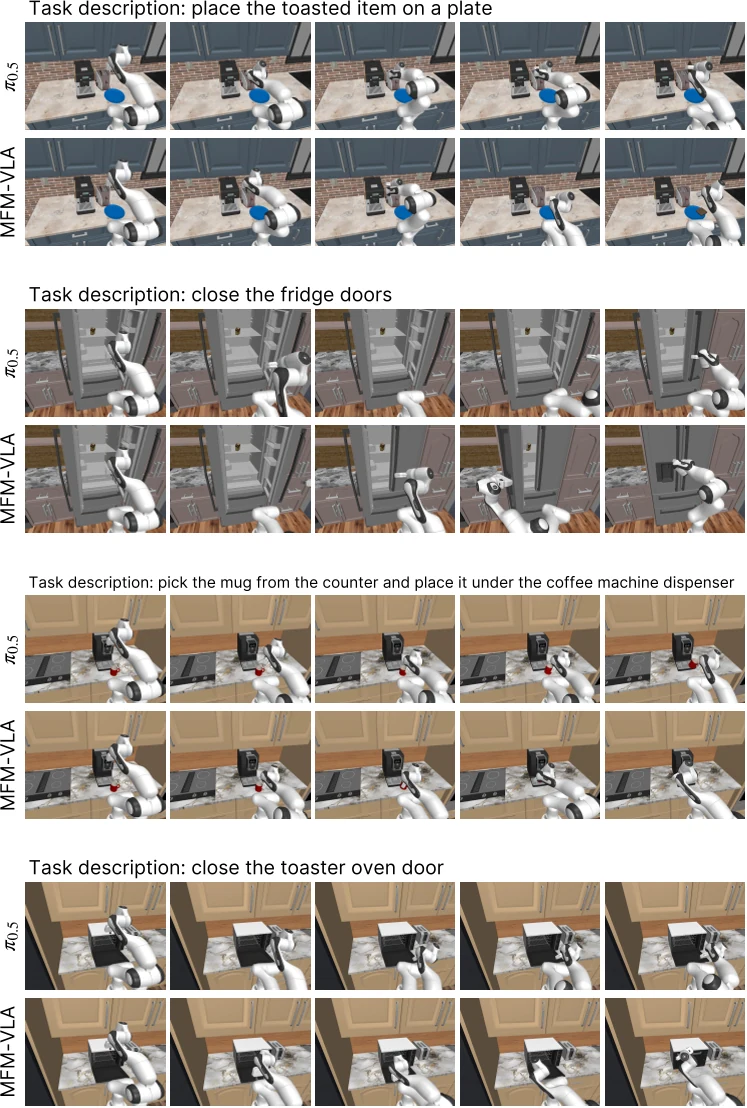 Task description: place the toasted item on a plate
π0.5
MFM-VLA
Task description: close the fridge doors
π0.5
MFM-VLA
Task description: pick the mug from the counter and place it under the coffee machine dispenser
π0.5
MFM-VLA
Task description: close the toaster oven door
π0.5
MFM-VLA